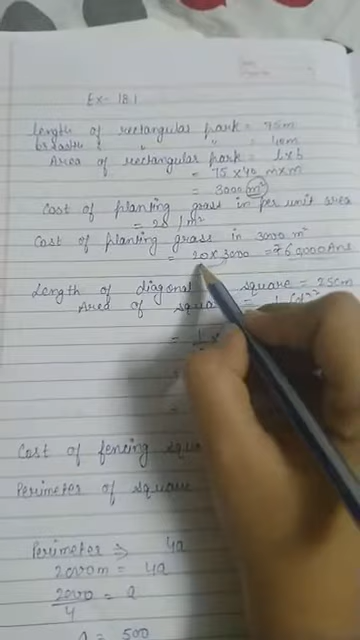 Ex- 18.1
Length of rectangular park = 75m
breadth " " " = 40m
Area of rectangular park = l×b
= 75 × 40 m×m
= 3000 m²
Cost of planting grass in per unit area
= 20 / m²
Cost of planting grass in 3000 m²
= 20 × 3000 = ₹60000 Ans
Length of diagonal square = 25cm
Area of
=
=
=
Cost of fencing
Perimeter of square
Perimeter ⇒ 4a
2000m = 4a
2000/4 = a
a = 500